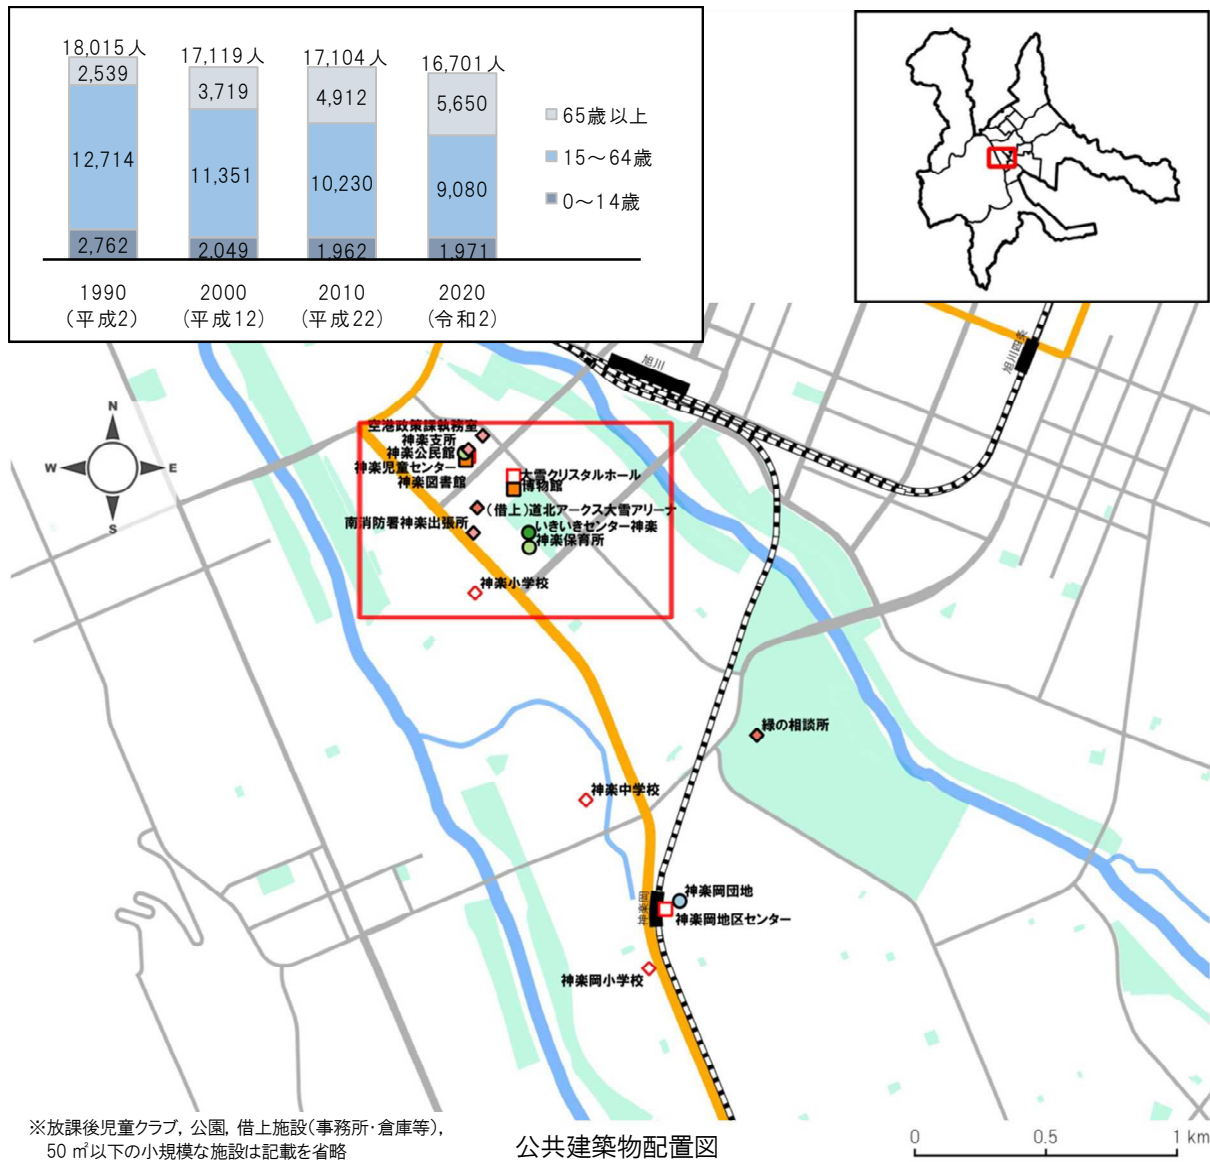 18,015人
17,119人
17,104人
16,701人
2,539
3,719
4,912
5,650
12,714
11,351
10,230
9,080
2,762
2,049
1,962
1,971
65歳以上
15～64歳
0～14歳
1990
(平成2)
2000
(平成12)
2010
(平成22)
2020
(令和2)
旭川
旭川四条
N
W
E
S
空港政策課執務室
神楽支所
神楽公民館
神楽児童センター
神楽図書館
大雪クリスタルホール
博物館
(借上)道北アークス大雪アリーナ
南消防署神楽出張所
いきいきセンター神楽
神楽保育所
神楽小学校
緑の相談所
神楽中学校
神楽岡
神楽岡団地
神楽岡地区センター
神楽岡小学校
※放課後児童クラブ, 公園, 借上施設(事務所・倉庫等),
50 ㎡以下の小規模な施設は記載を省略
公共建築物配置図
0
0.5
1 km